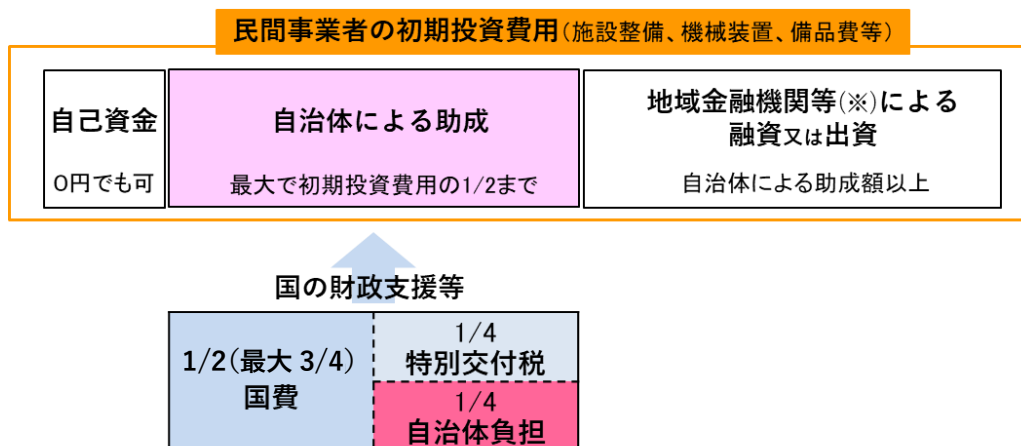 民間事業者の初期投資費用(施設整備、機械装置、備品費等)
自己資金
0円でも可
自治体による助成
最大で初期投資費用の1/2まで
地域金融機関等(※)による
融資又は出資
自治体による助成額以上
国の財政支援等
1/2(最大 3/4)
国費
1/4
特別交付税
1/4
自治体負担